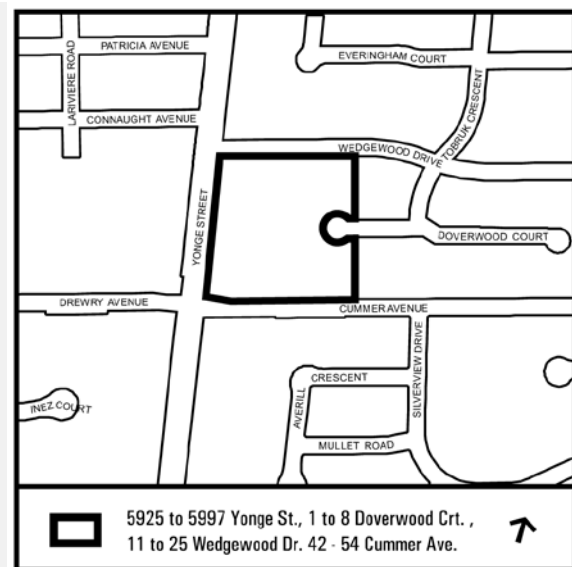 PATRICIA AVENUE
LARIVIERE ROAD
EVERINGHAM COURT
CONNAUGHT AVENUE
TOBRUK CRESCENT
WEDGEWOOD DRIVE
YONGE STREET
DOVERWOOD COURT
DREWRY AVENUE
CUMMER AVENUE
SILVERVIEW DRIVE
CRESCENT
AVERILL
INEZ COURT
MULLET ROAD
5925 to 5997 Yonge St., 1 to 8 Doverwood Crt. ,
11 to 25 Wedgewood Dr. 42 - 54 Cummer Ave.